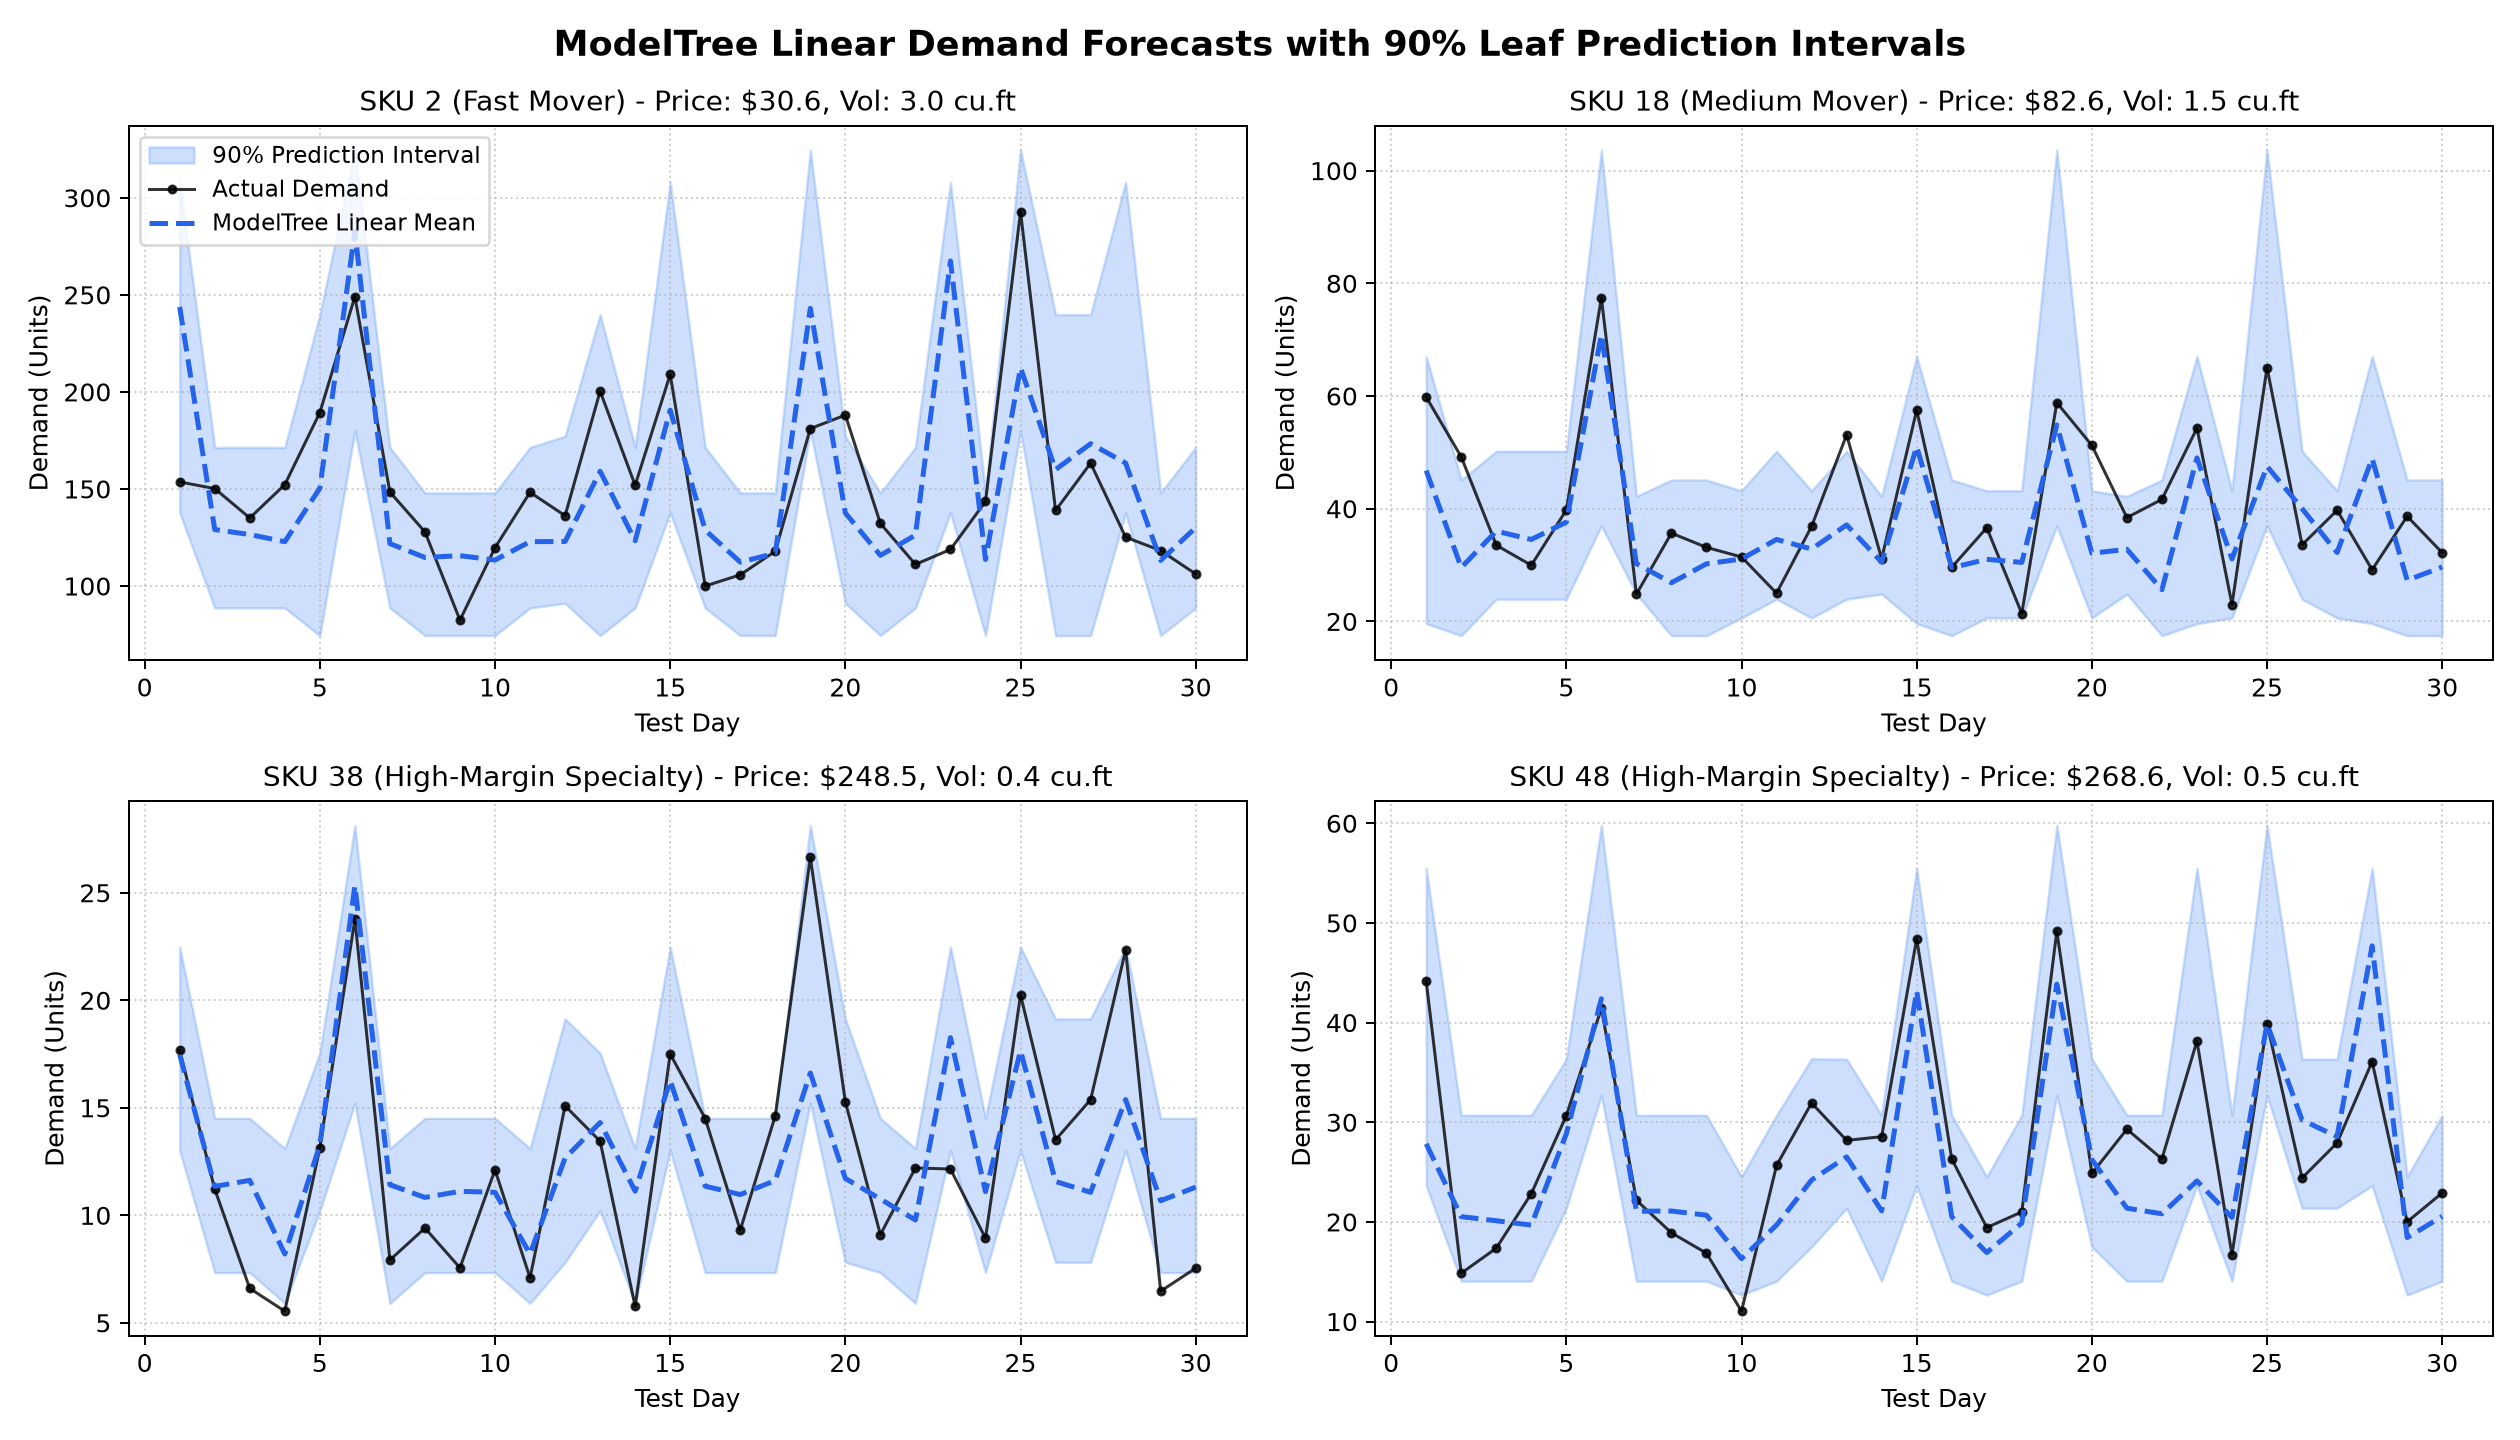 ModelTree Linear Demand Forecasts with 90% Leaf Prediction Intervals
SKU 2 (Fast Mover) - Price: $30.6, Vol: 3.0 cu.ft
90% Prediction Interval
Actual Demand
ModelTree Linear Mean
Demand (Units)
300
250
200
150
100
0 5 10 15 20 25 30
Test Day
SKU 18 (Medium Mover) - Price: $82.6, Vol: 1.5 cu.ft
Demand (Units)
100
80
60
40
20
0 5 10 15 20 25 30
Test Day
SKU 38 (High-Margin Specialty) - Price: $248.5, Vol: 0.4 cu.ft
Demand (Units)
25
20
15
10
5
0 5 10 15 20 25 30
Test Day
SKU 48 (High-Margin Specialty) - Price: $268.6, Vol: 0.5 cu.ft
Demand (Units)
60
50
40
30
20
10
0 5 10 15 20 25 30
Test Day